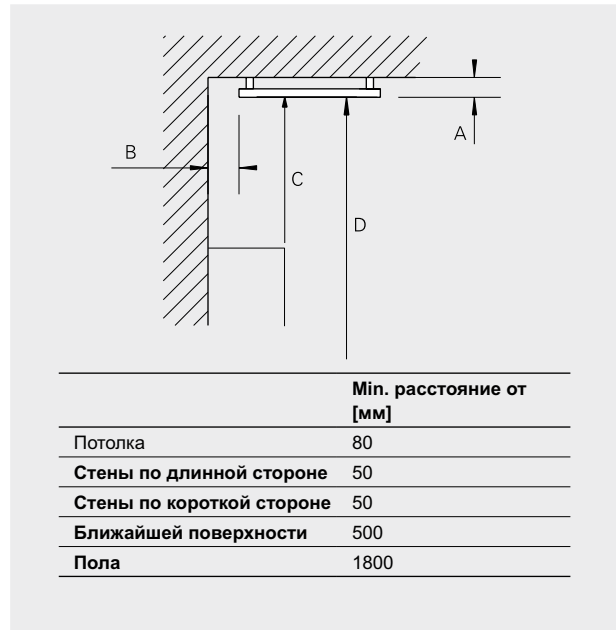 A
B
C
D
Min. расстояние от
[мм]
Потолка 80
Стены по длинной стороне 50
Стены по короткой стороне 50
Ближайшей поверхности 500
Пола 1800